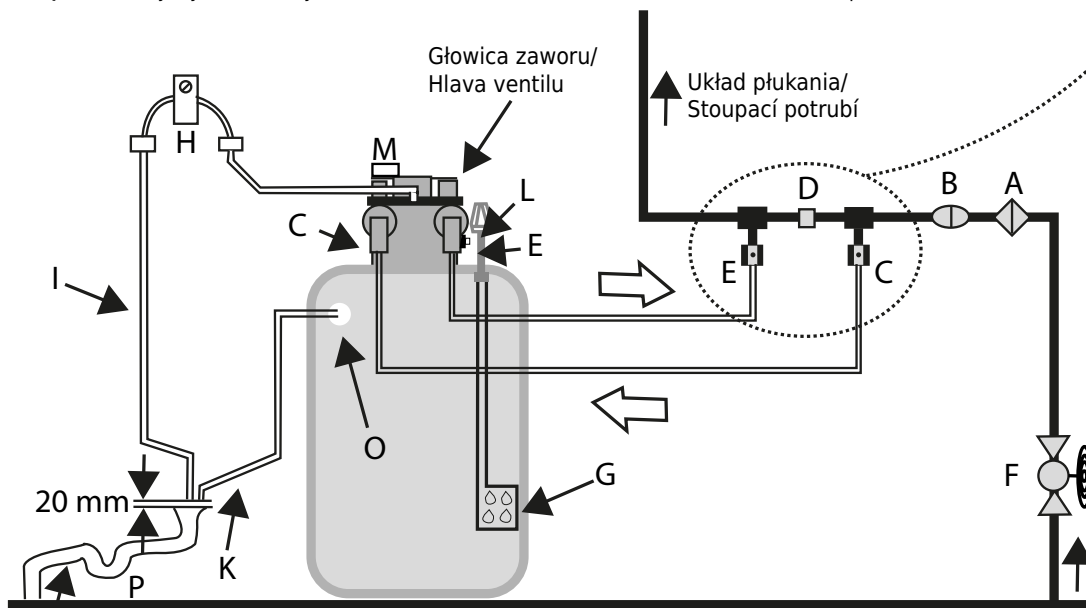 Głowica zaworu/
Hlava ventilu
Układ płukania/
Stoupací potrubí
H
M
D
B
A
L
C
E
E
C
I
O
G
F
20 mm
K
P